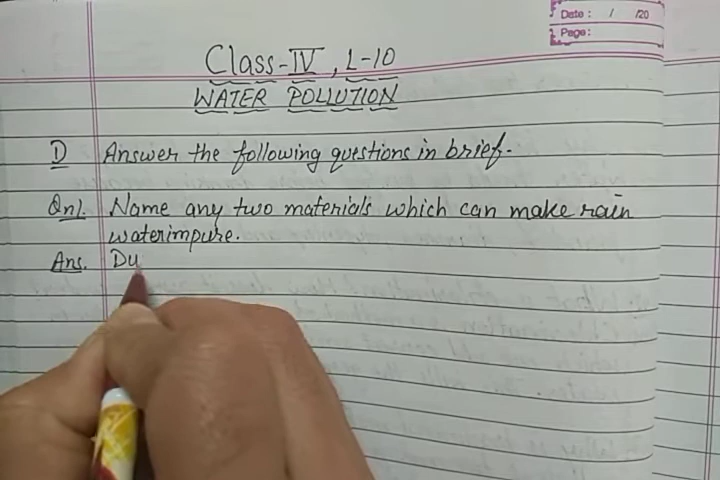 Date: / /20
Page:
Class-IV, L-10
WATER POLLUTION
D Answer the following questions in brief.
Qn1. Name any two materials which can make rain
waterimpure.
Ans. Du